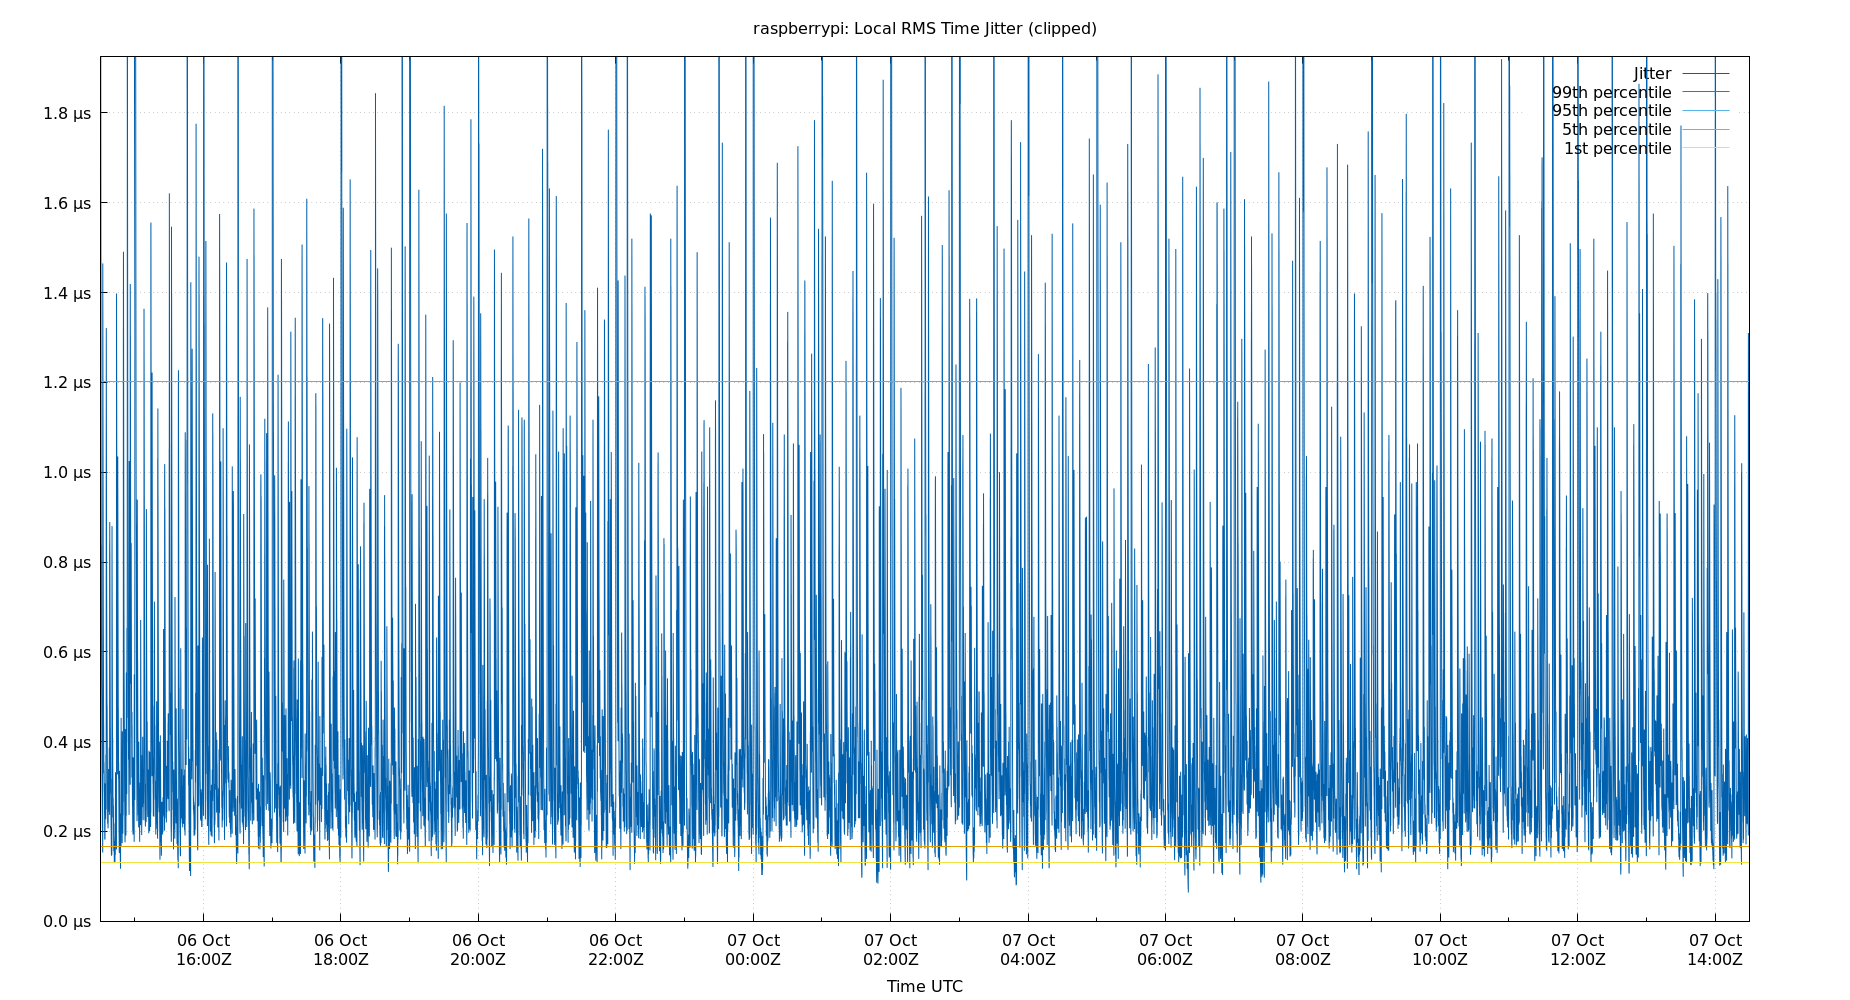 raspberrypi: Local RMS Time Jitter (clipped)
Jitter
99th percentile
95th percentile
5th percentile
1st percentile
1.8 μs
1.6 μs
1.4 μs
1.2 μs
1.0 μs
0.8 μs
0.6 μs
0.4 μs
0.2 μs
0.0 μs
06 Oct 06 Oct 06 Oct 06 Oct 07 Oct 07 Oct 07 Oct 07 Oct 07 Oct 07 Oct 07 Oct 07 Oct
16:00Z 18:00Z 20:00Z 22:00Z 00:00Z 02:00Z 04:00Z 06:00Z 08:00Z 10:00Z 12:00Z 14:00Z
Time UTC